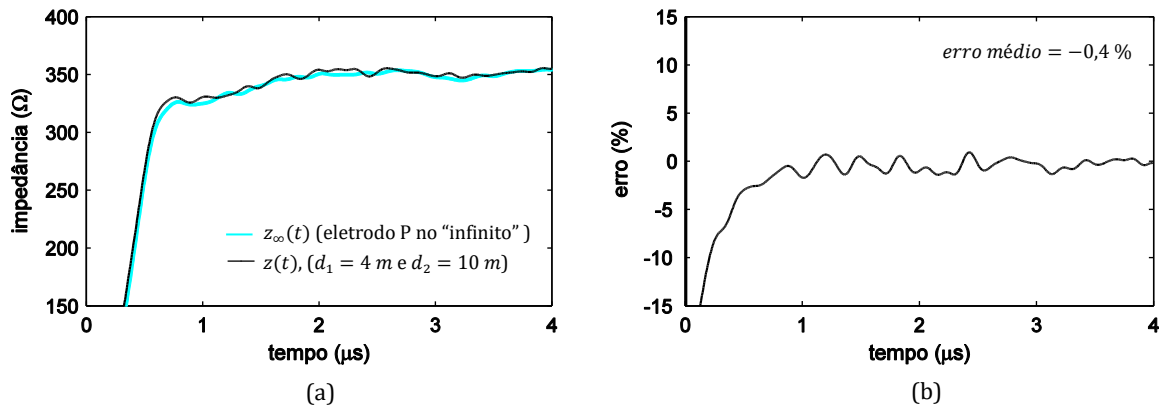 400
350
300
250
200
150
impedância (Ω)
z∞(t) (eletrodo P no “infinito” )
z(t), (d₁ = 4 m e d₂ = 10 m)
0 1 2 3 4
tempo (μs)
(a)
15
10
5
0
-5
-10
-15
erro (%)
erro médio = −0,4 %
0 1 2 3 4
tempo (μs)
(b)